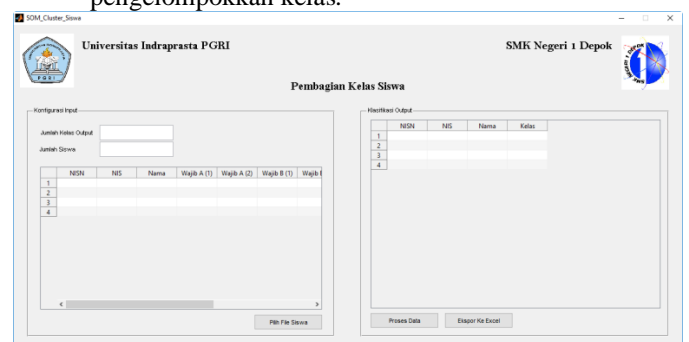 pengelompokkan kelas.
SOM_Cluster_Siswa
Universitas Indraprasta PGRI
SMK Negeri 1 Depok
PGRI
Pembagian Kelas Siswa
Konfigurasi Input
Jumlah Kelas Output
Jumlah Siswa
NISN NIS Nama Wajib A (1) Wajib A (2) Wajib B (1) Wajib
1
2
3
4
Pilih File Siswa
Klasifikasi Output
NISN NIS Nama Kelas
1
2
3
4
Proses Data
Ekspor Ke Excel